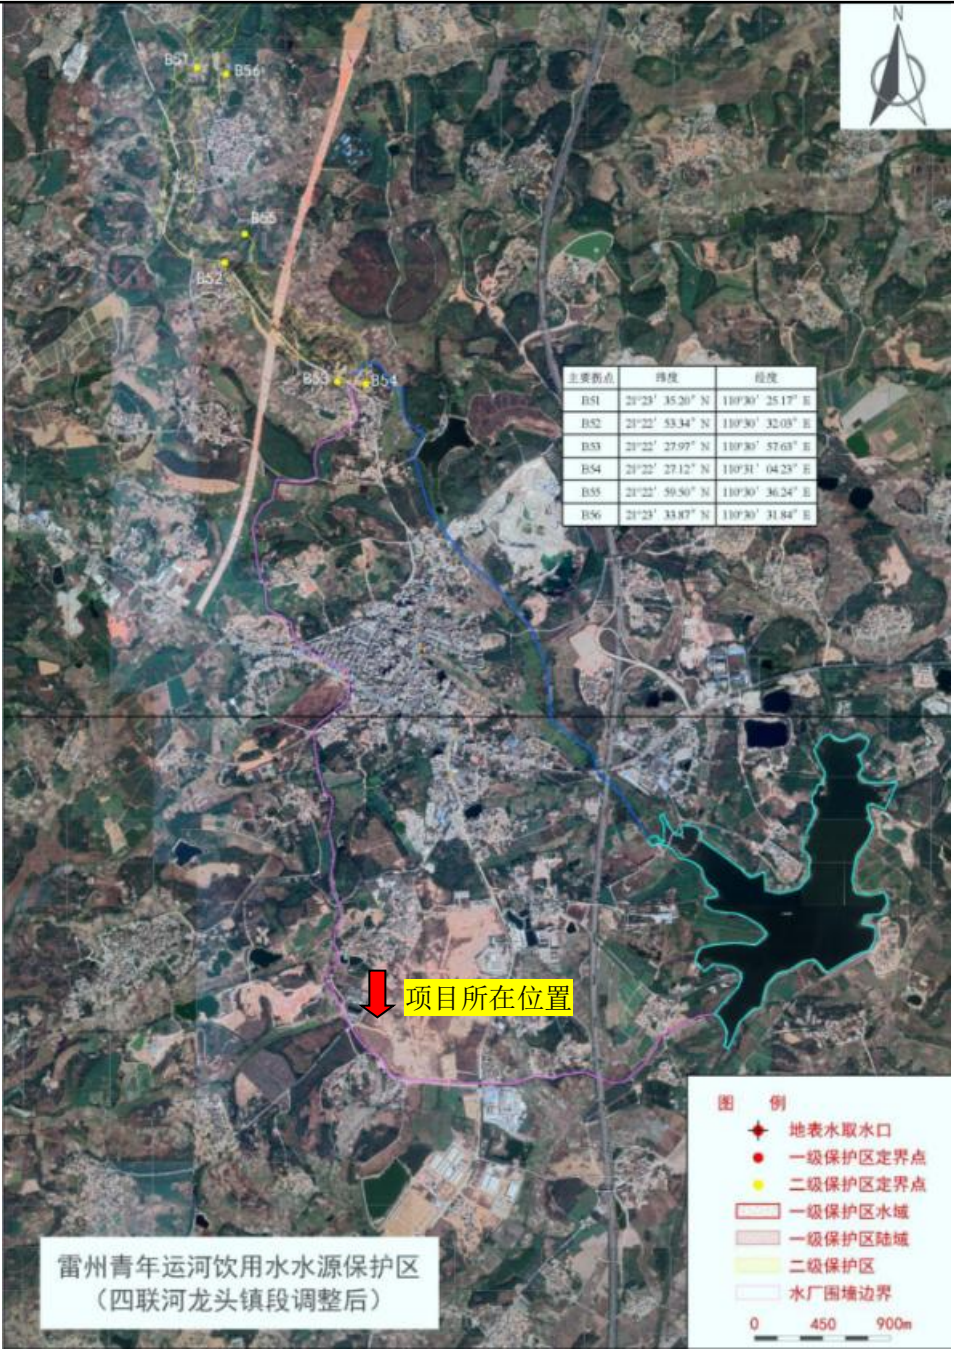 N
B51
B56
B55
B52
B53
B54
主要拐点 纬度 经度
B51 21°23′35.20″N 110°30′25.17″E
B52 21°22′53.34″N 110°30′32.03″E
B53 21°22′27.97″N 110°30′57.63″E
B54 21°22′27.12″N 110°31′04.23″E
B55 21°22′59.50″N 110°30′36.24″E
B56 21°23′33.87″N 110°30′31.84″E
项目所在位置
图 例
地表水取水口
一级保护区定界点
二级保护区定界点
一级保护区水域
一级保护区陆域
二级保护区
水厂围墙边界
0 450 900m
雷州青年运河饮用水水源保护区
（四联河龙头镇段调整后）